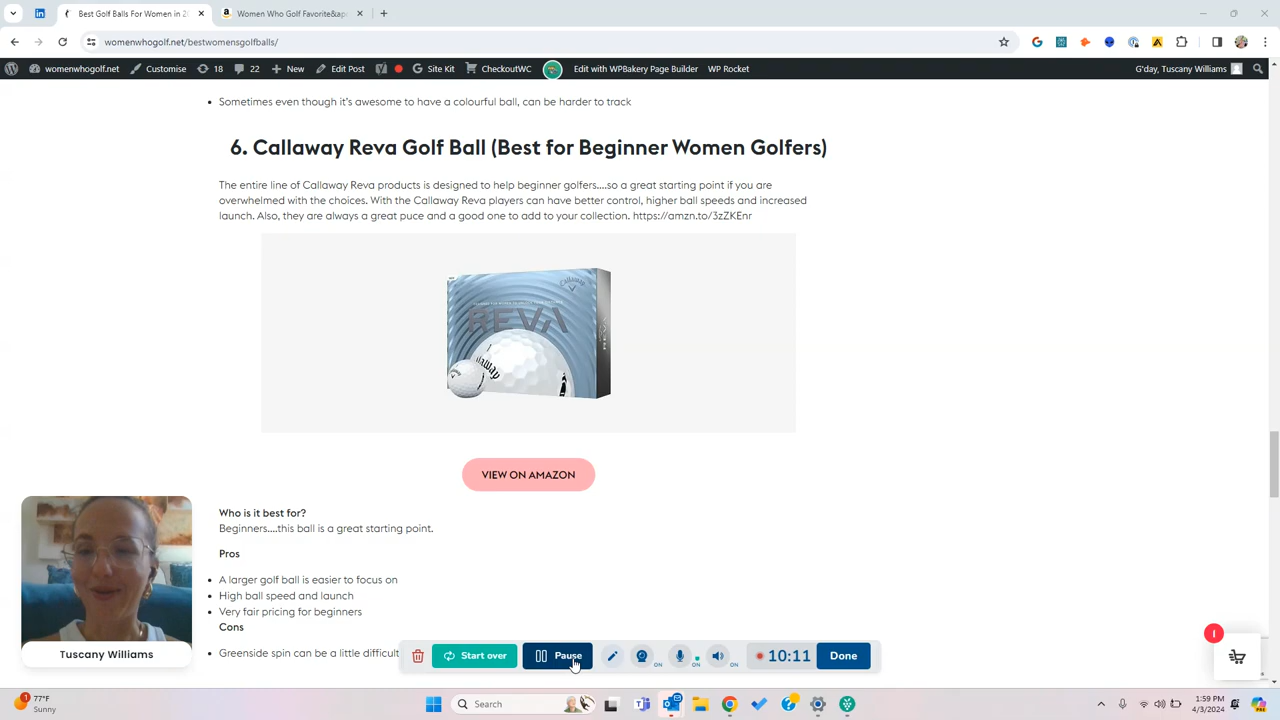 Best Golf Balls For Women in 20
Women Who Golf Favorite&ap
womenwhogolf.net/bestwomensgolfballs/
womenwhogolf.net
Customise
18
22
New
Edit Post
Site Kit
CheckoutWC
Edit with WPBakery Page Builder
WP Rocket
G'day, Tuscany Williams
Sometimes even though it's awesome to have a colourful ball, can be harder to track
6. Callaway Reva Golf Ball (Best for Beginner Women Golfers)
The entire line of Callaway Reva products is designed to help beginner golfers....so a great starting point if you are
overwhelmed with the choices. With the Callaway Reva players can have better control, higher ball speeds and increased
launch. Also, they are always a great puce and a good one to add to your collection. https://amzn.to/3zZKEnr
Callaway
REVA
VIEW ON AMAZON
Who is it best for?
Beginners....this ball is a great starting point.
Pros
A larger golf ball is easier to focus on
High ball speed and launch
Very fair pricing for beginners
Cons
Greenside spin can be a little difficult
Tuscany Williams
Start over
Pause
ON
ON
ON
10:11
Done
1
1
77°F
Sunny
Search
1:59 PM
4/3/2024